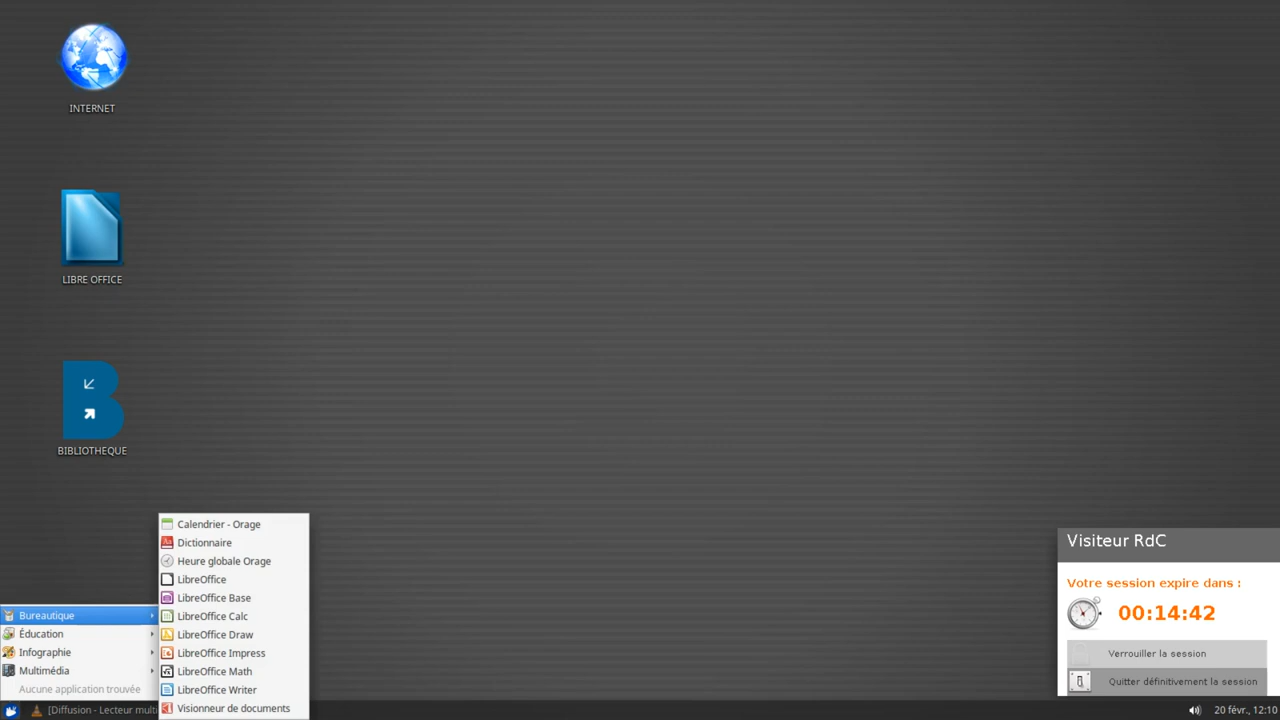 INTERNET
LIBRE OFFICE
BIBLIOTHEQUE
Calendrier - Orage
Dictionnaire
Heure globale Orage
LibreOffice
LibreOffice Base
LibreOffice Calc
LibreOffice Draw
LibreOffice Impress
LibreOffice Math
LibreOffice Writer
Visionneur de documents
Bureautique
Éducation
Infographie
Multimédia
Aucune application trouvée
[Diffusion - Lecteur multi
Visiteur RdC
Votre session expire dans :
00:14:42
Verrouiller la session
Quitter définitivement la session
20 févr., 12:10